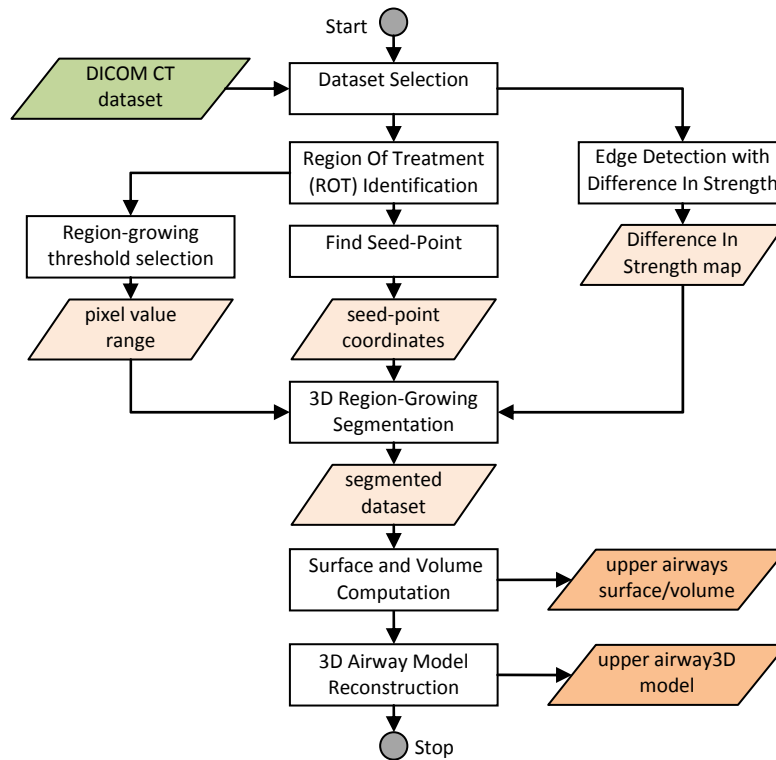 Start
DICOM CT
dataset
Dataset Selection
Region Of Treatment
(ROT) Identification
Edge Detection with
Difference In Strength
Region-growing
threshold selection
Find Seed-Point
Difference In
Strength map
pixel value
range
seed-point
coordinates
3D Region-Growing
Segmentation
segmented
dataset
Surface and Volume
Computation
upper airways
surface/volume
3D Airway Model
Reconstruction
upper airway3D
model
Stop